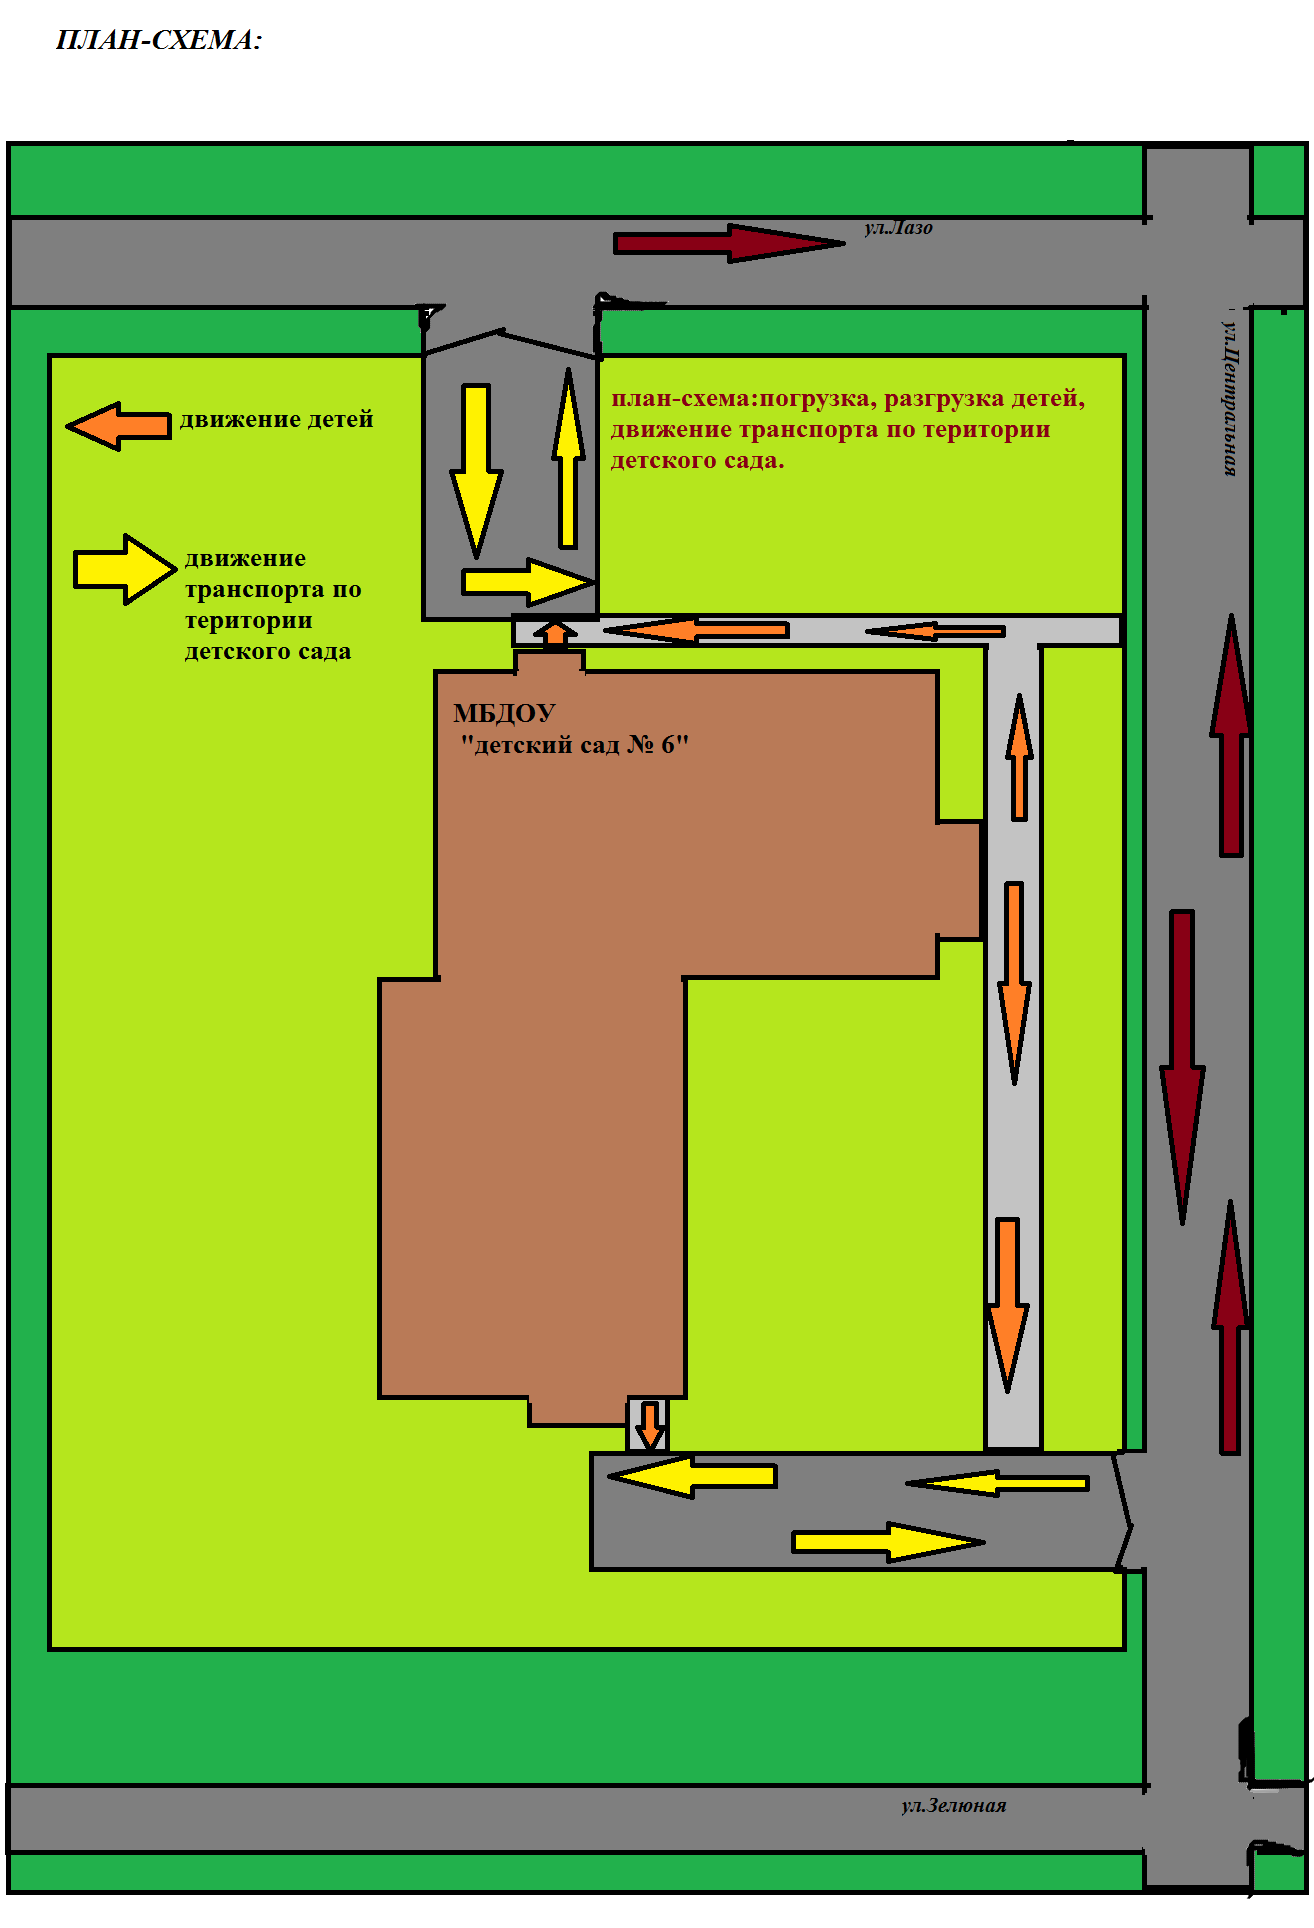 ПЛАН-СХЕМА:
ул.Лазо
ул.Центральная
движение детей
план-схема:погрузка, разгрузка детей,
движение транспорта по територии
детского сада.
движение
транспорта по
територии
детского сада
МБДОУ
"детский сад № 6"
ул.Зелюная